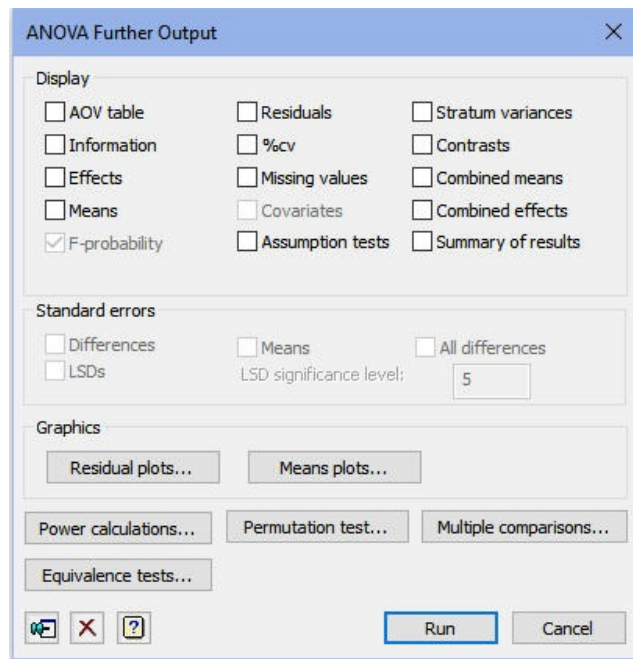 ANOVA Further Output
Display
AOV table Residuals Stratum variances
Information %cv Contrasts
Effects Missing values Combined means
Means Covariates Combined effects
F-probability Assumption tests Summary of results
Standard errors
Differences Means All differences
LSDs LSD significance level: 5
Graphics
Residual plots... Means plots...
Power calculations... Permutation test... Multiple comparisons...
Equivalence tests...
? Run Cancel